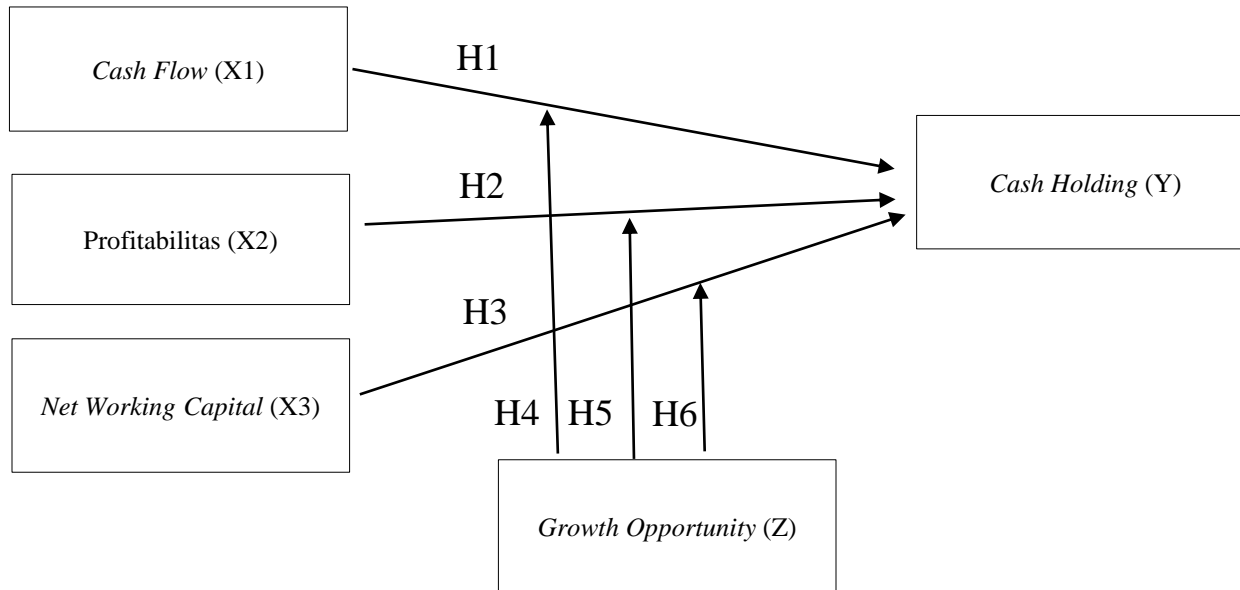 Cash Flow (X1)
H1
Cash Holding (Y)
H2
Profitabilitas (X2)
H3
Net Working Capital (X3)
H4
H5
H6
Growth Opportunity (Z)